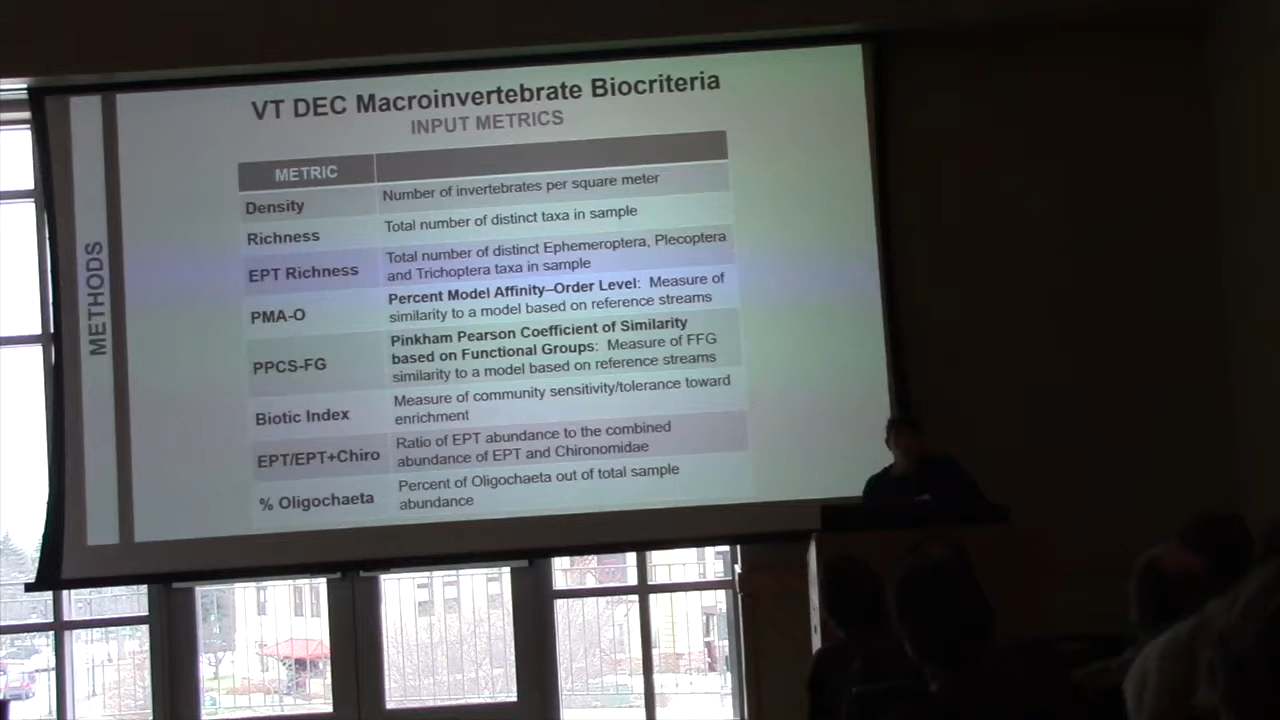 VT DEC Macroinvertebrate Biocriteria
INPUT METRICS
METHODS
METRIC
Density
Number of invertebrates per square meter
Richness
Total number of distinct taxa in sample
EPT Richness
Total number of distinct Ephemeroptera, Plecoptera
and Trichoptera taxa in sample
PMA-O
Percent Model Affinity–Order Level: Measure of
similarity to a model based on reference streams
PPCS-FG
Pinkham Pearson Coefficient of Similarity
based on Functional Groups: Measure of FFG
similarity to a model based on reference streams
Biotic Index
Measure of community sensitivity/tolerance toward
enrichment
EPT/EPT+Chiro
Ratio of EPT abundance to the combined
abundance of EPT and Chironomidae
% Oligochaeta
Percent of Oligochaeta out of total sample
abundance